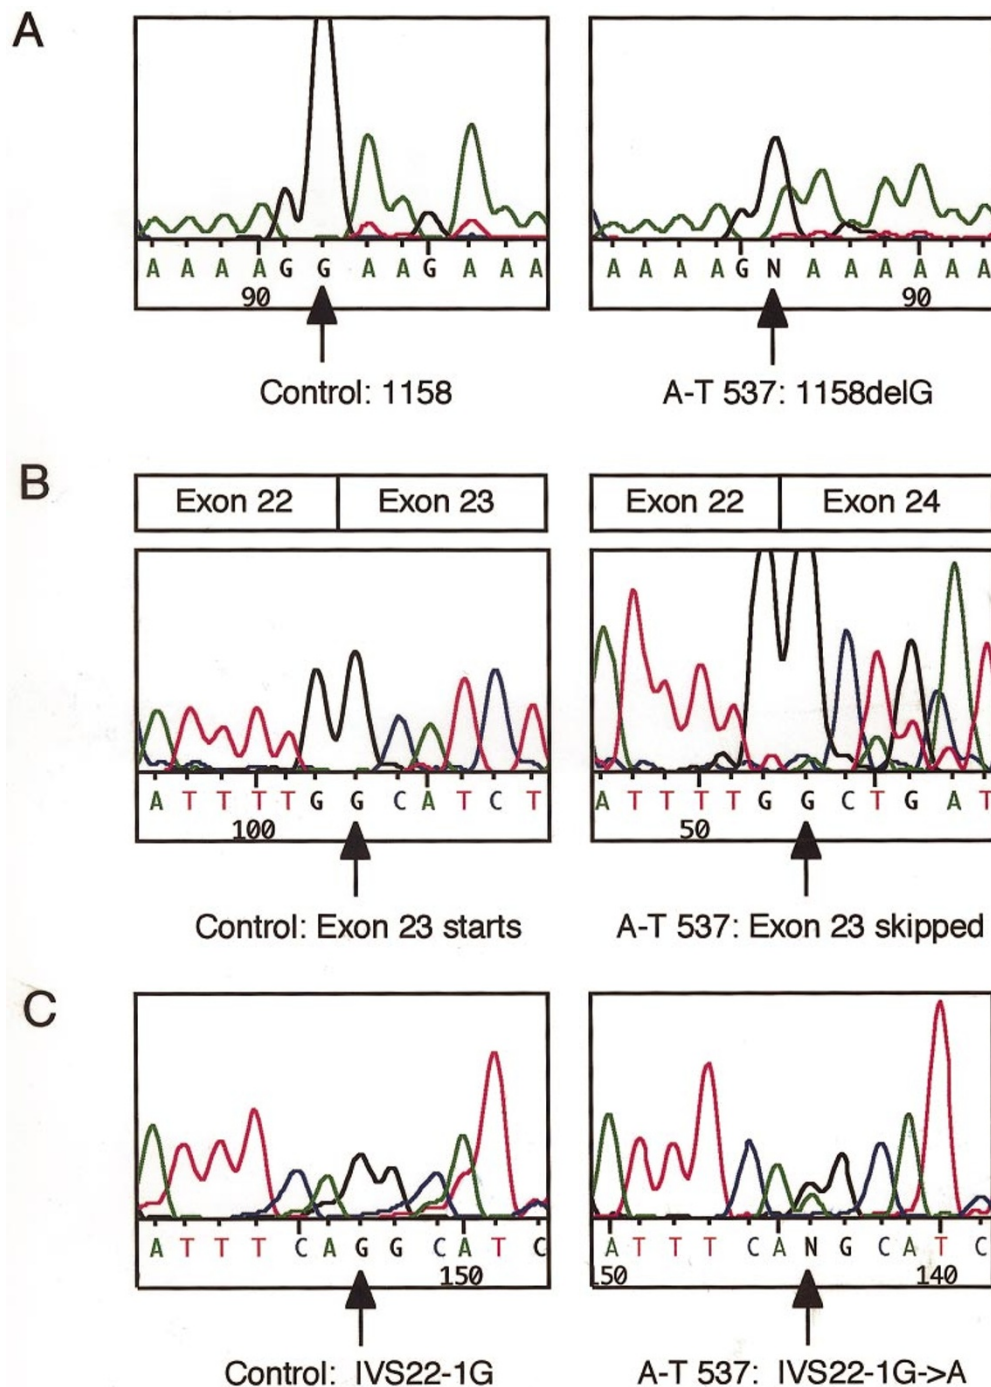 A
A A A A G G A A G A A A
90
Control: 1158
A A A A G N A A A A A A
90
A-T 537: 1158delG
B
Exon 22 Exon 23
A T T T T G G C A T C T
100
Control: Exon 23 starts
Exon 22 Exon 24
A T T T T G G C T G A T
50
A-T 537: Exon 23 skipped
C
A T T T C A G G C A T C
150
Control: IVS22-1G
A T T T C A N G C A T C
150 140
A-T 537: IVS22-1G->A